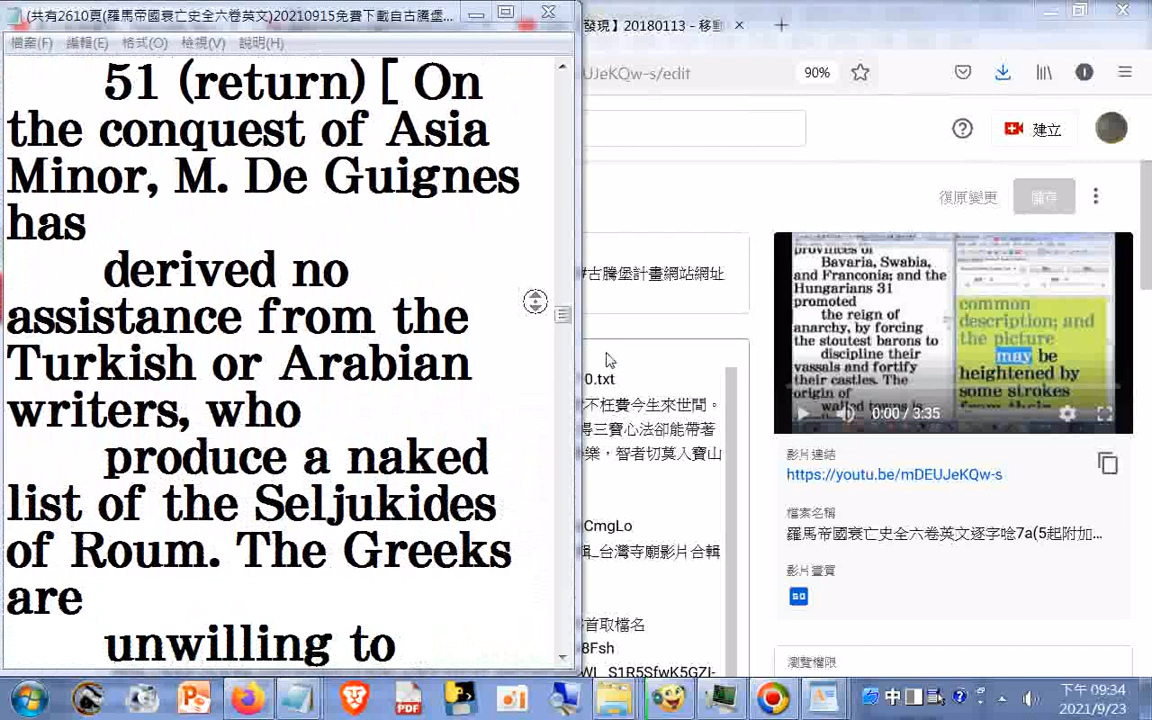 (共有2610頁(羅馬帝國衰亡史全六卷英文)20210915免費下載自古騰堡...
檔案(F) 編輯(E) 格式(O) 檢視(V) 說明(H)
51 (return) [ On
the conquest of Asia
Minor, M. De Guignes
has
derived no
assistance from the
Turkish or Arabian
writers, who
produce a naked
list of the Seljukides
of Roum. The Greeks
are
unwilling to
發現】20180113 - 移動
UJeKQw-s/edit
90%
建立
復原變更
儲存
#古騰堡計畫網站網址
0.txt
不枉費今生來世間。
得三寶心法卻能帶著
樂，智者切莫入寶山
CmgLo
輯_台灣寺廟影片合輯
首取檔名
8Fsh
WI_S1R5SfwK5GZI-
provinces of
Bavaria, Swabia,
and Franconia; and the
Hungarians 31
promoted
the reign of
anarchy, by forcing
the stoutest barons to
discipline their
vassals and fortify
their castles. The
origin of
walled towns is
common
description; and
the picture
may be
heightened by
some strokes
0:00 / 3:35
影片連結
https://youtu.be/mDEUJeKQw-s
檔案名稱
羅馬帝國衰亡史全六卷英文逐字唸7a(5起附加...
影片畫質
SD
瀏覽權限
中
下午 09:34
2021/9/23